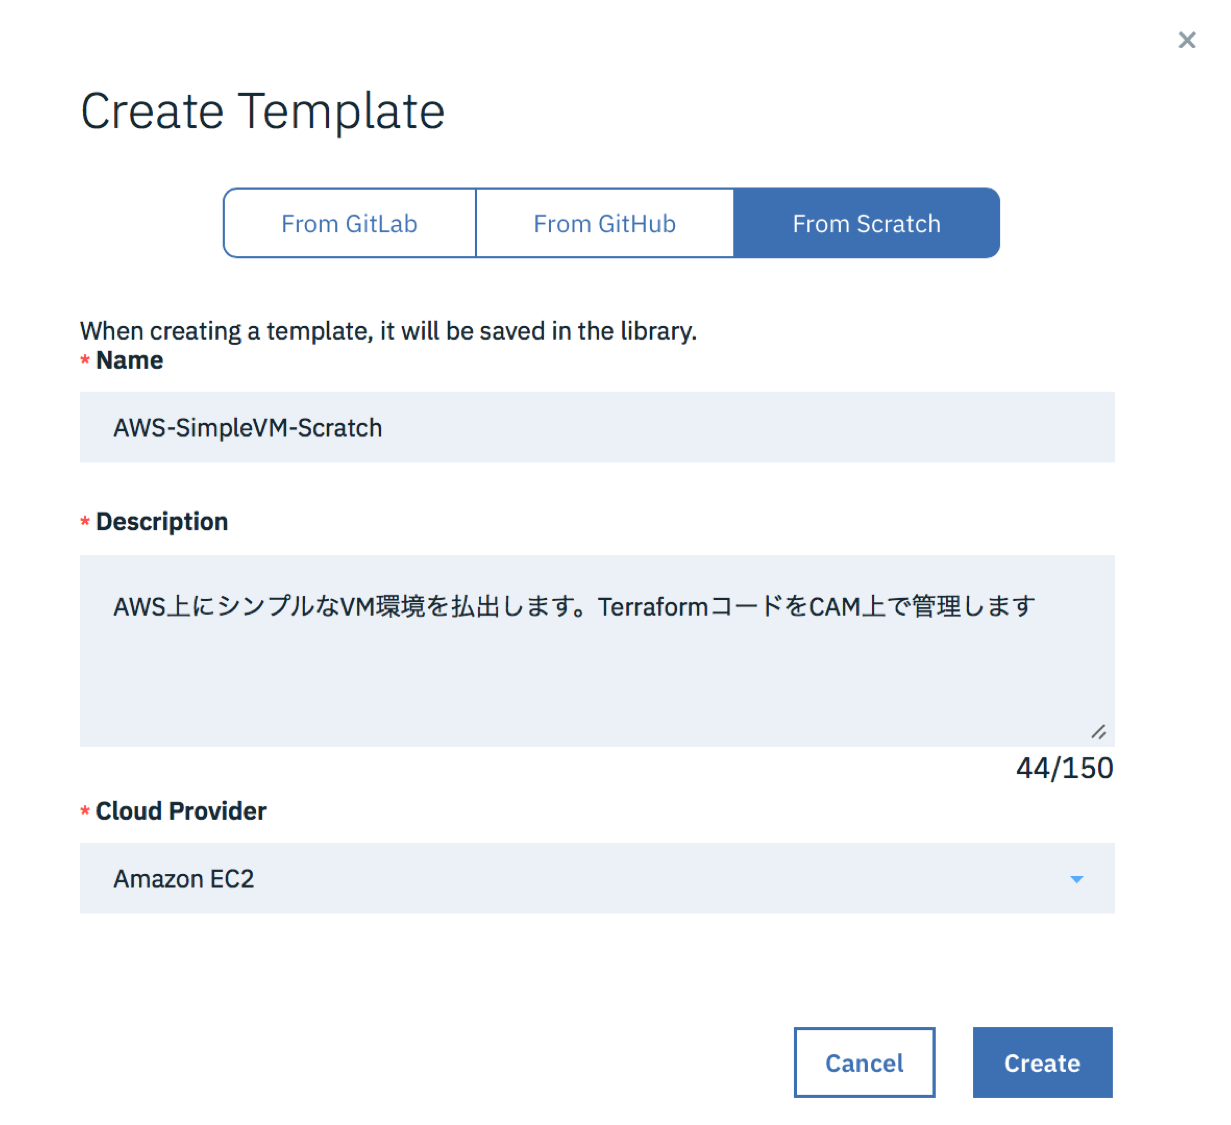 Create Template
From GitLab
From GitHub
From Scratch
When creating a template, it will be saved in the library.
* Name
AWS-SimpleVM-Scratch
* Description
AWS上にシンプルなVM環境を払出します。TerraformコードをCAM上で管理します
44/150
* Cloud Provider
Amazon EC2
Cancel
Create